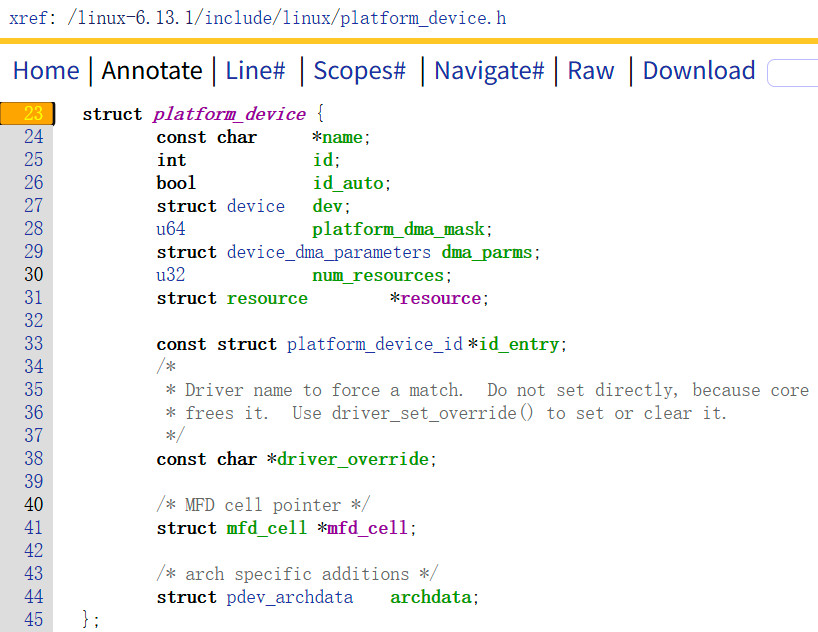 xref: /linux-6.13.1/include/linux/platform_device.h
Home | Annotate | Line# | Scopes# | Navigate# | Raw | Download
23 struct platform_device {
24 const char *name;
25 int id;
26 bool id_auto;
27 struct device dev;
28 u64 platform_dma_mask;
29 struct device_dma_parameters dma_parms;
30 u32 num_resources;
31 struct resource *resource;
32
33 const struct platform_device_id *id_entry;
34 /*
35 * Driver name to force a match.  Do not set directly, because core
36 * frees it.  Use driver_set_override() to set or clear it.
37 */
38 const char *driver_override;
39
40 /* MFD cell pointer */
41 struct mfd_cell *mfd_cell;
42
43 /* arch specific additions */
44 struct pdev_archdata archdata;
45 };